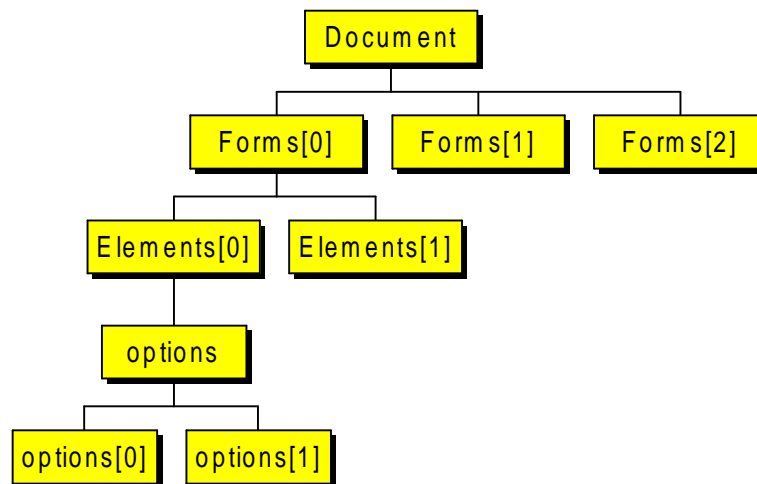 Document
Forms[0]
Forms[1]
Forms[2]
Elements[0]
Elements[1]
options
options[0]
options[1]